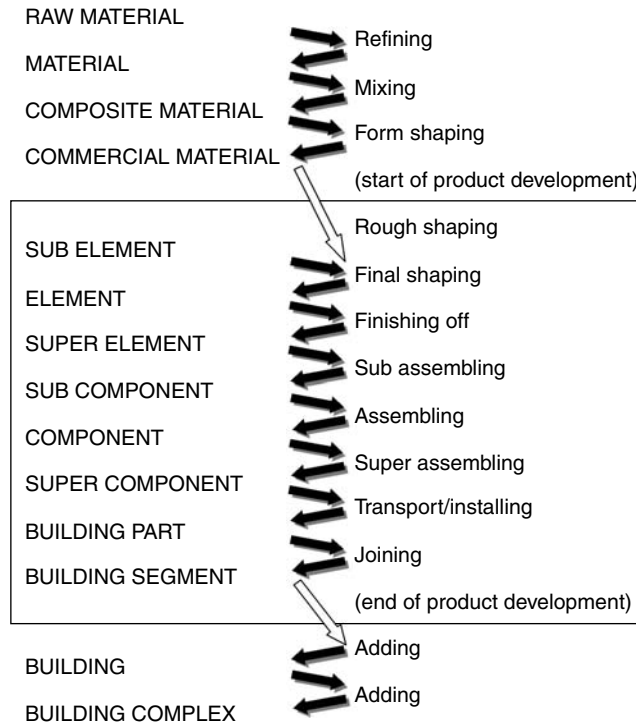 RAW MATERIAL
Refining
MATERIAL
Mixing
COMPOSITE MATERIAL
Form shaping
COMMERCIAL MATERIAL
(start of product development)
Rough shaping
SUB ELEMENT
Final shaping
ELEMENT
Finishing off
SUPER ELEMENT
Sub assembling
SUB COMPONENT
Assembling
COMPONENT
Super assembling
SUPER COMPONENT
Transport/installing
BUILDING PART
Joining
BUILDING SEGMENT
(end of product development)
Adding
BUILDING
Adding
BUILDING COMPLEX